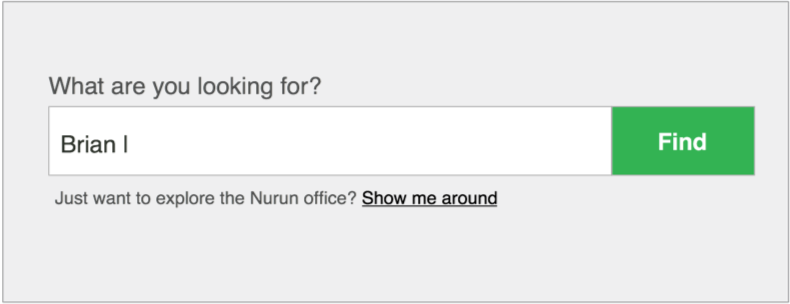 What are you looking for?
Brian |
Find
Just want to explore the Nurun office? Show me around